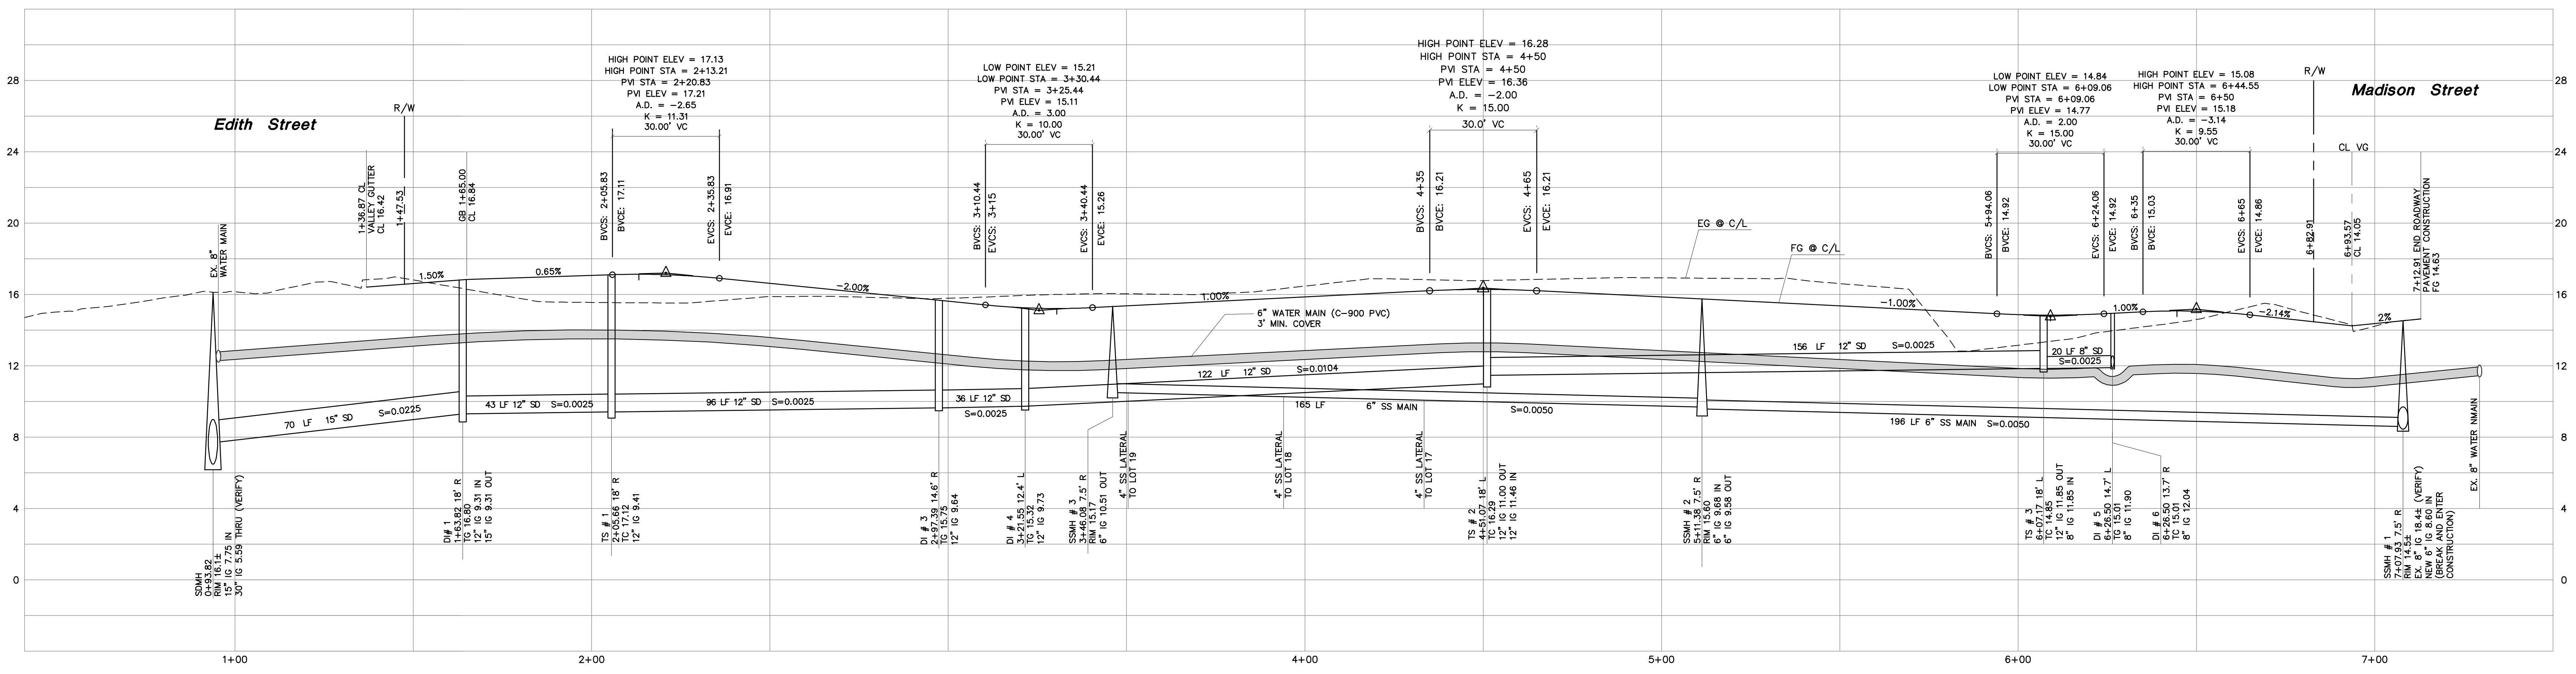 HIGH POINT ELEV = 17.13
HIGH POINT STA = 2+13.21
PVI STA = 2+20.83
PVI ELEV = 17.21
A.D. = -2.65
K = 11.31
30.00' VC
LOW POINT ELEV = 15.21
LOW POINT STA = 3+30.44
PVI STA = 3+25.44
PVI ELEV = 15.11
A.D. = 3.00
K = 10.00
30.00' VC
HIGH POINT ELEV = 16.28
HIGH POINT STA = 4+50
PVI STA = 4+50
PVI ELEV = 16.36
A.D. = -2.00
K = 15.00
30.0' VC
LOW POINT ELEV = 14.84
LOW POINT STA = 6+09.06
PVI STA = 6+09.06
PVI ELEV = 14.77
A.D. = 2.00
K = 15.00
30.00' VC
HIGH POINT ELEV = 15.08
HIGH POINT STA = 6+44.55
PVI STA = 6+50
PVI ELEV = 15.18
A.D. = -3.14
K = 9.55
30.00' VC
Edith Street
R/W
R/W
Madison Street
CL VG
28
24
20
16
12
8
4
0
28
24
20
16
12
8
4
0
EX. 8"
WATER MAIN
1+36.87 CL
VALLEY GUTTER
CL 16.42
1+47.53
GB 1+65.00
CL 16.84
BVCS: 2+05.83
BVCE: 17.11
EVCS: 2+35.83
EVCE: 16.91
BVCS: 3+10.44
EVCS: 3+15
EVCS: 3+40.44
EVCE: 15.26
BVCS: 4+35
BVCE: 16.21
EVCS: 4+65
EVCE: 16.21
EG @ C/L
FG @ C/L
BVCS: 5+94.06
BVCE: 14.92
EVCS: 6+24.06
EVCE: 14.92
BVCS: 6+35
BVCE: 15.03
EVCS: 6+65
EVCE: 14.86
6+82.91
6+93.57
CL 14.05
7+12.91 END ROADWAY
PAVEMENT CONSTRUCTION
FG 14.63
1.50%
0.65%
-2.00%
1.00%
-1.00%
1.00%
-2.14%
2%
6" WATER MAIN (C-900 PVC)
3' MIN. COVER
70 LF 15" SD S=0.0225
43 LF 12" SD S=0.0025
96 LF 12" SD S=0.0025
36 LF 12" SD
S=0.0025
122 LF 12" SD S=0.0104
165 LF 6" SS MAIN S=0.0050
156 LF 12" SD S=0.0025
20 LF 8" SD
S=0.0025
196 LF 6" SS MAIN S=0.0050
SDMH
0+93.82
RIM 16.1±
15" IG 7.75 IN
30" IG 5.59 THRU (VERIFY)
DI# 1
1+63.82 18' R
TG 16.80
12" IG 9.31 IN
15" IG 9.31 OUT
TS # 1
2+05.66 18' R
TC 17.12
12" IG 9.41
DI # 3
2+97.39 14.6' R
TG 15.75
12" IG 9.64
DI # 4
3+21.55 12.4' L
TG 15.32
12" IG 9.73
SSMH # 3
3+46.08 7.5' R
RIM 15.17
6" IG 10.51 OUT
4" SS LATERAL
TO LOT 19
4" SS LATERAL
TO LOT 18
4" SS LATERAL
TO LOT 17
TS # 2
4+51.07 18' L
TC 16.29
12" IG 11.00 OUT
12" IG 11.46 IN
SSMH # 2
5+11.38 7.5' R
RIM 15.60
6" IG 9.68 IN
6" IG 9.58 OUT
TS # 3
6+07.17 18' L
TC 14.85
12" IG 11.85 OUT
8" IG 11.85 IN
DI # 5
6+26.50 14.7' L
TG 15.01
8" IG 11.90
DI # 6
6+26.50 13.7' R
TG 15.01
8" IG 12.04
SSMH # 1
7+07.93 7.5' R
RIM 14.5±
EX. 8" IG 18.4± (VERIFY)
NEW 6" IG 8.60 IN
(BREAK AND ENTER
CONSTRUCTION)
EX. 8" WATER NMAIN
1+00
2+00
4+00
5+00
6+00
7+00